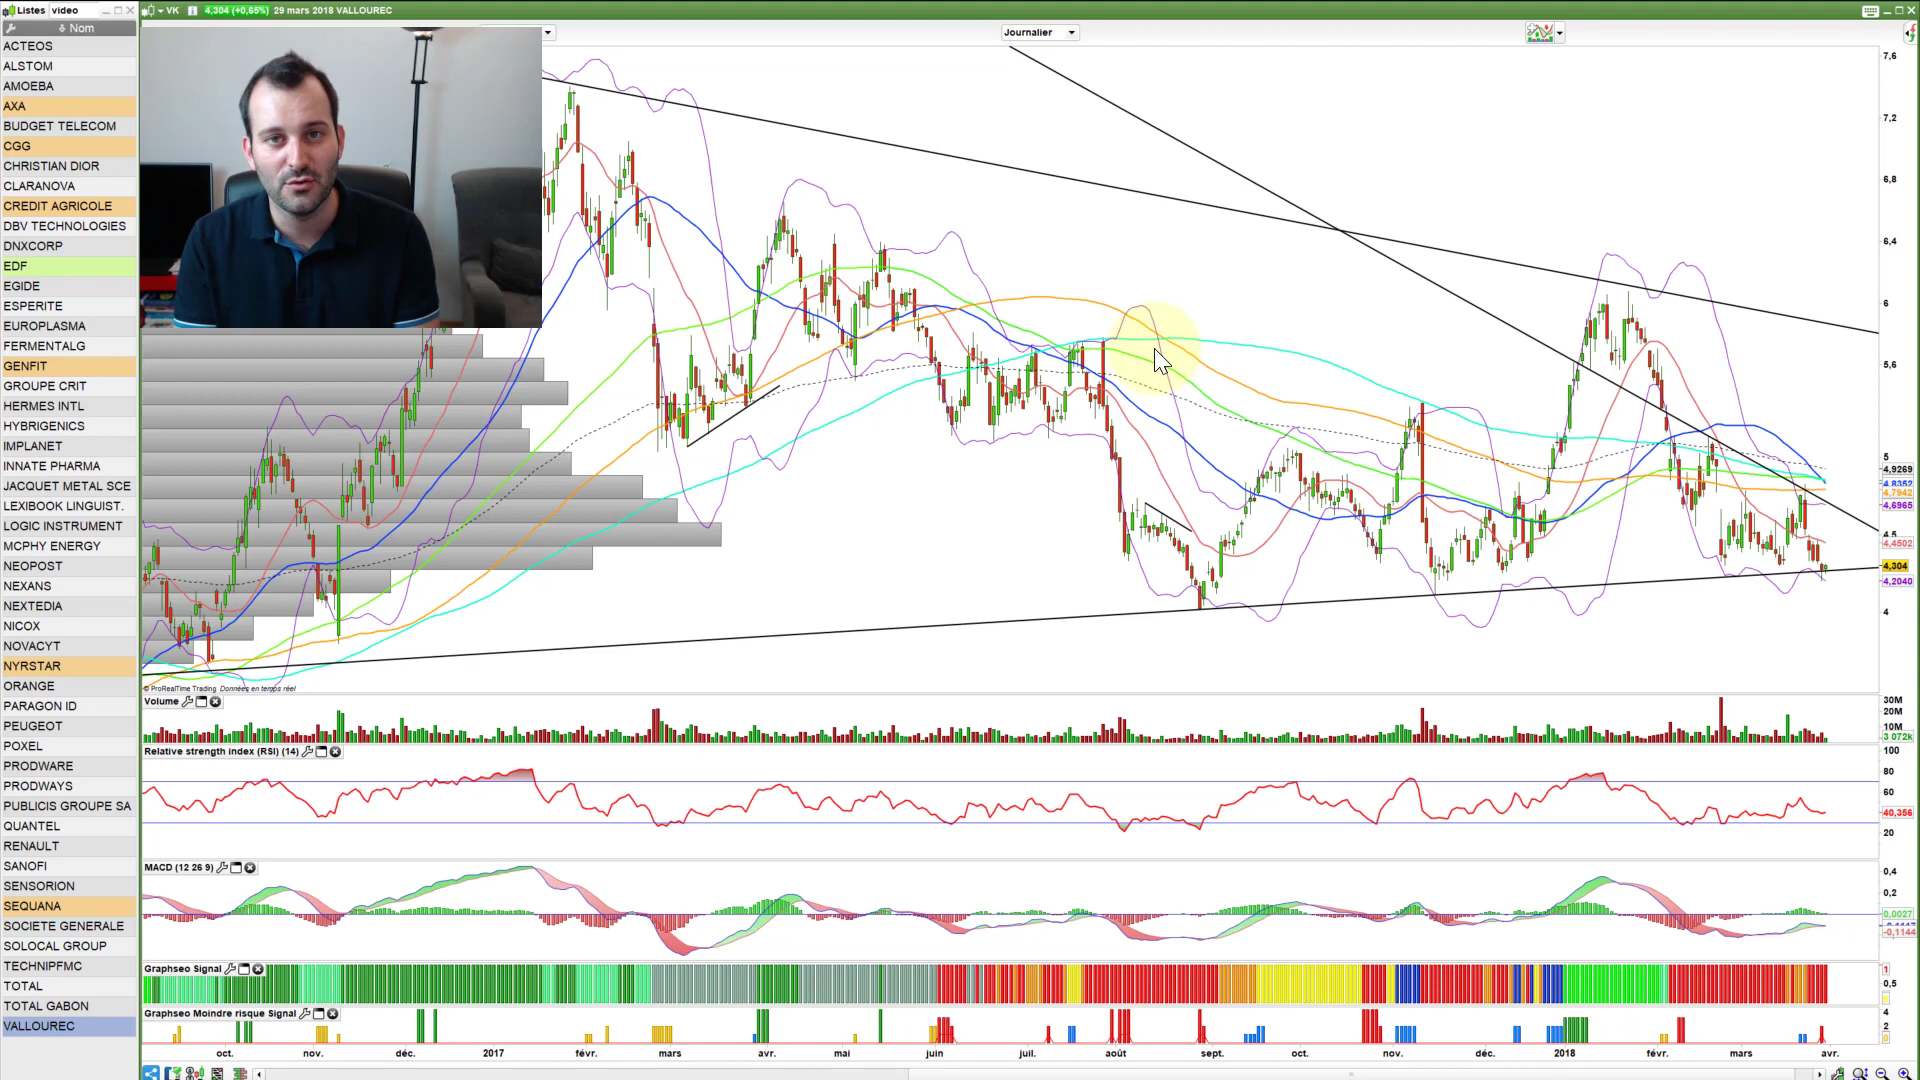 Listes video
VK 4,304 (+0,65%) 29 mars 2018 VALLOUREC
Nom
Journalier
ACTEOS
ALSTOM
AMOEBA
AXA
BUDGET TELECOM
CGG
CHRISTIAN DIOR
CLARANOVA
CREDIT AGRICOLE
DBV TECHNOLOGIES
DNXCORP
EDF
EGIDE
ESPERITE
EUROPLASMA
FERMENTALG
GENFIT
GROUPE CRIT
HERMES INTL
HYBRIGENICS
IMPLANET
INNATE PHARMA
JACQUET METAL SCE
LEXIBOOK LINGUIST.
LOGIC INSTRUMENT
MCPHY ENERGY
NEOPOST
NEXANS
NEXTEDIA
NICOX
NOVACYT
NYRSTAR
ORANGE
PARAGON ID
PEUGEOT
POXEL
PRODWARE
PRODWAYS
PUBLICIS GROUPE SA
QUANTEL
RENAULT
SANOFI
SENSORION
SEQUANA
SOCIETE GENERALE
SOLOCAL GROUP
TECHNIPFMC
TOTAL
TOTAL GABON
VALLOUREC
7,6
7,2
6,8
6,4
6
5,6
5
4,9269
4,8352
4,7942
4,6965
4,5
4,4502
4,304
4,2040
4
© ProRealTime Trading Données en temps réel
Volume
30M
20M
10M
3 072k
Relative strength index (RSI) (14)
100
80
60
40,356
20
MACD (12 26 9)
0,4
0,2
0,0027
-0,1144
Graphseo Signal
1
0,5
Graphseo Moindre risque Signal
4
2
0
oct. nov. déc. 2017 févr. mars avr. mai juin juil. août sept. oct. nov. déc. 2018 févr. mars avr.